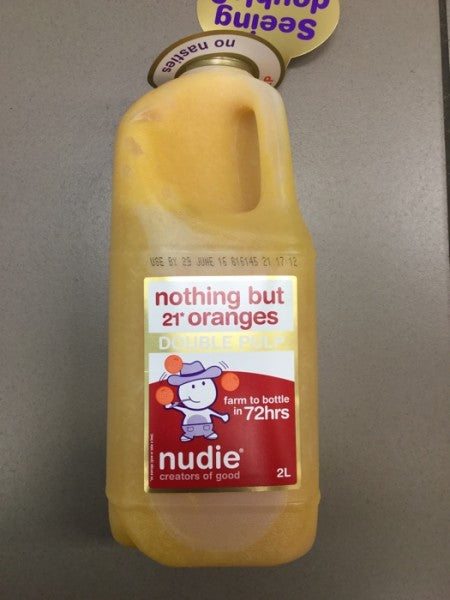 Seeing
double
no nasties
USE BY 29 JUNE 16 016145 21 17:12
nothing but
21* oranges
DOUBLE PULP
farm to bottle
in 72hrs
nudie®
creators of good
2L